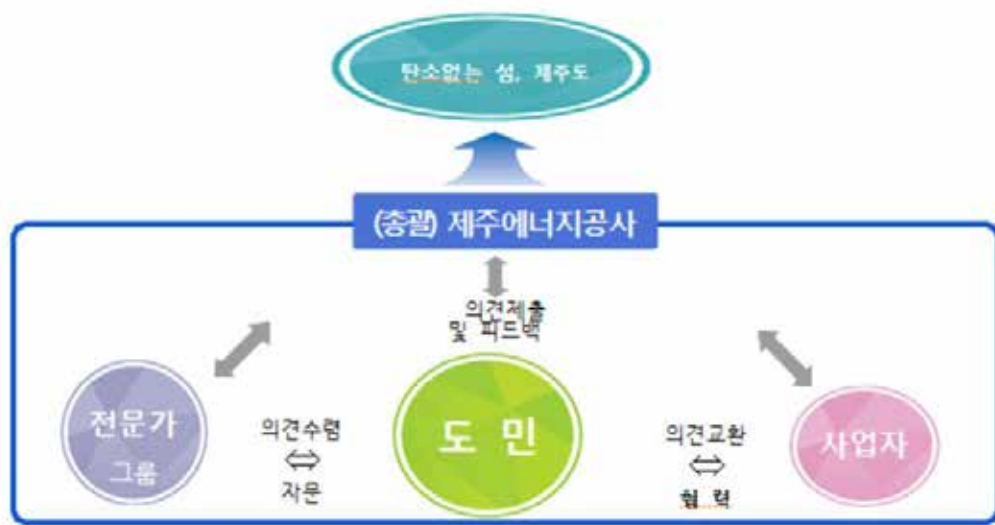 탄소없는 섬, 제주도
(총괄) 제주에너지공사
의견제출
및 피드백
전문가
그룹
의견수렴
⇔
자문
도 민
의견교환
⇔
협 력
사업자